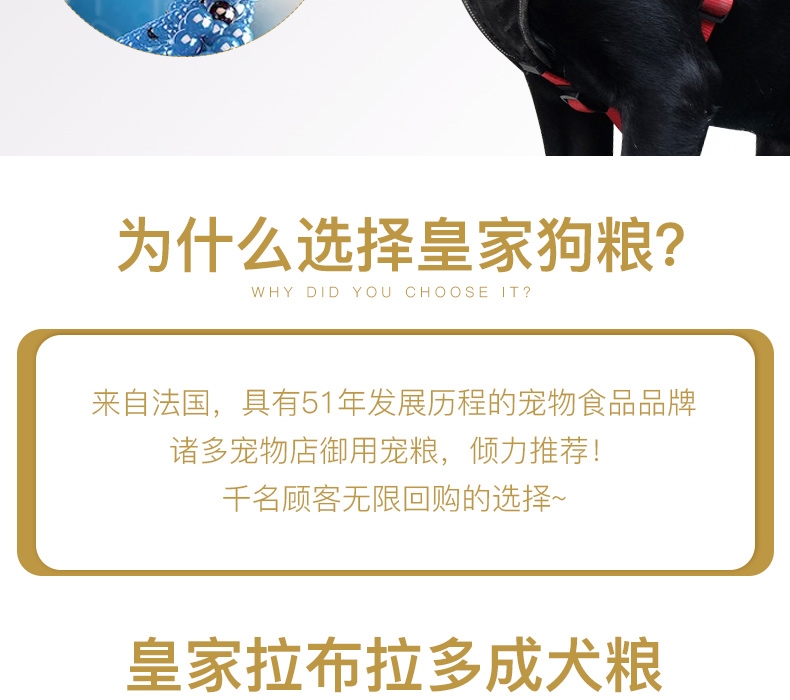 为什么选择皇家狗粮?
WHY DID YOU CHOOSE IT?
来自法国，具有51年发展历程的宠物食品品牌
诸多宠物店御用宠粮，倾力推荐！
千名顾客无限回购的选择~
皇家拉布拉多成犬粮